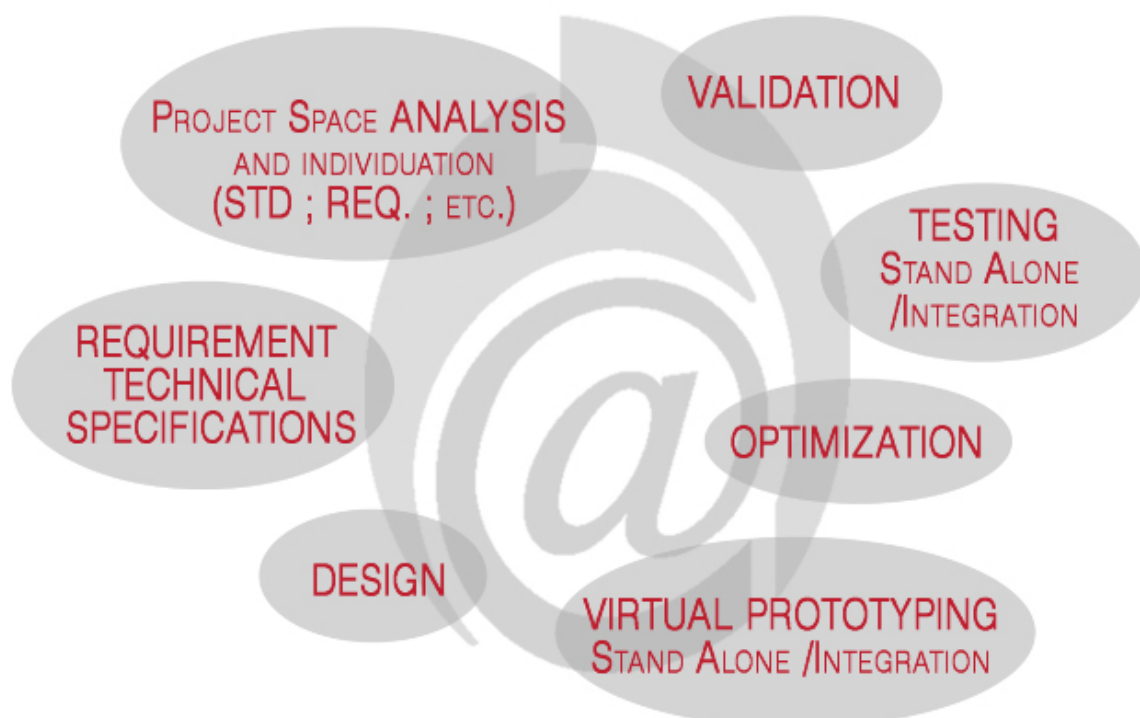 PROJECT SPACE ANALYSIS
AND INDIVIDUATION
(STD ; REQ. ; ETC.)
REQUIREMENT
TECHNICAL
SPECIFICATIONS
DESIGN
VIRTUAL PROTOTYPING
STAND ALONE /INTEGRATION
OPTIMIZATION
TESTING
STAND ALONE
/INTEGRATION
VALIDATION
@